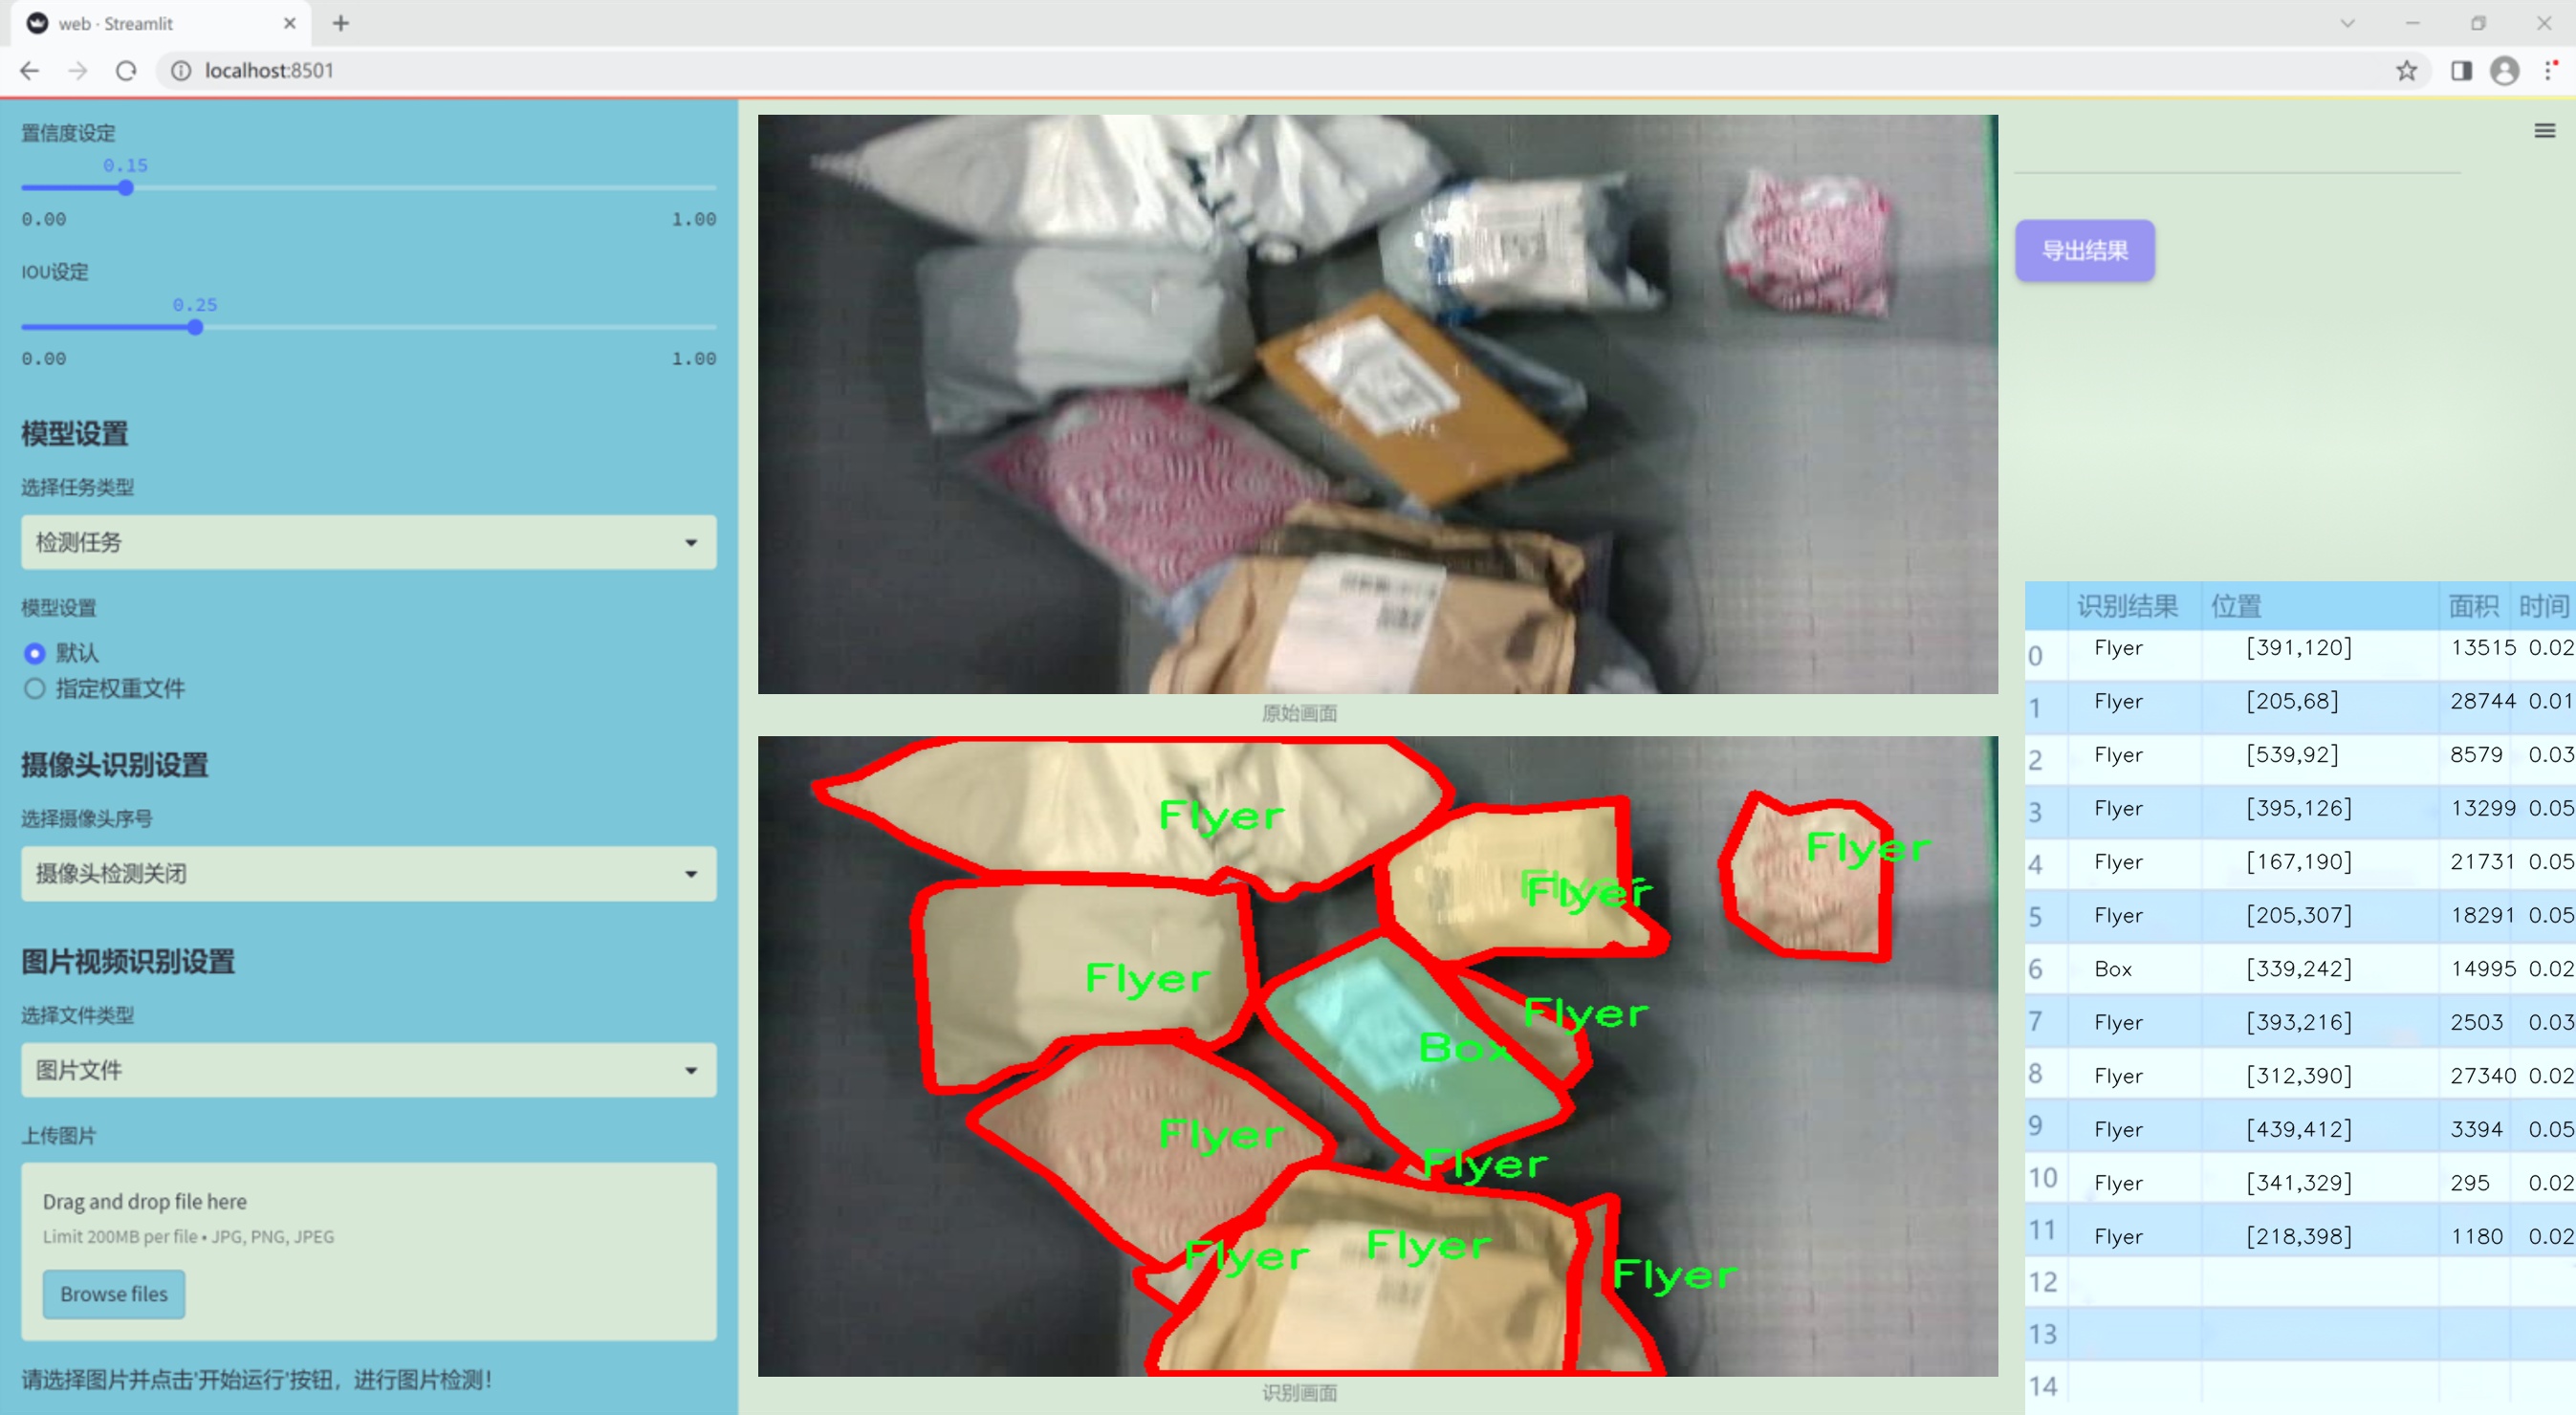 web · Streamlit
localhost:8501
置信度设定
0.15
0.00 1.00
IOU设定
0.25
0.00 1.00
模型设置
选择任务类型
检测任务
模型设置
默认
指定权重文件
摄像头识别设置
选择摄像头序号
摄像头检测关闭
图片视频识别设置
选择文件类型
图片文件
上传图片
Drag and drop file here
Limit 200MB per file • JPG, PNG, JPEG
Browse files
请选择图片并点击'开始运行'按钮，进行图片检测！
原始画面
Flyer
Flyer
Flyer
Flyer
Flyer
Flyer
Box
Flyer
Flyer
Flyer
Flyer
Flyer
识别画面
导出结果
识别结果 位置 面积 时间
0 Flyer [391,120] 13515 0.02
1 Flyer [205,68] 28744 0.01
2 Flyer [539,92] 8579 0.03
3 Flyer [395,126] 13299 0.05
4 Flyer [167,190] 21731 0.05
5 Flyer [205,307] 18291 0.05
6 Box [339,242] 14995 0.02
7 Flyer [393,216] 2503 0.03
8 Flyer [312,390] 27340 0.02
9 Flyer [439,412] 3394 0.05
10 Flyer [341,329] 295 0.02
11 Flyer [218,398] 1180 0.02
12
13
14